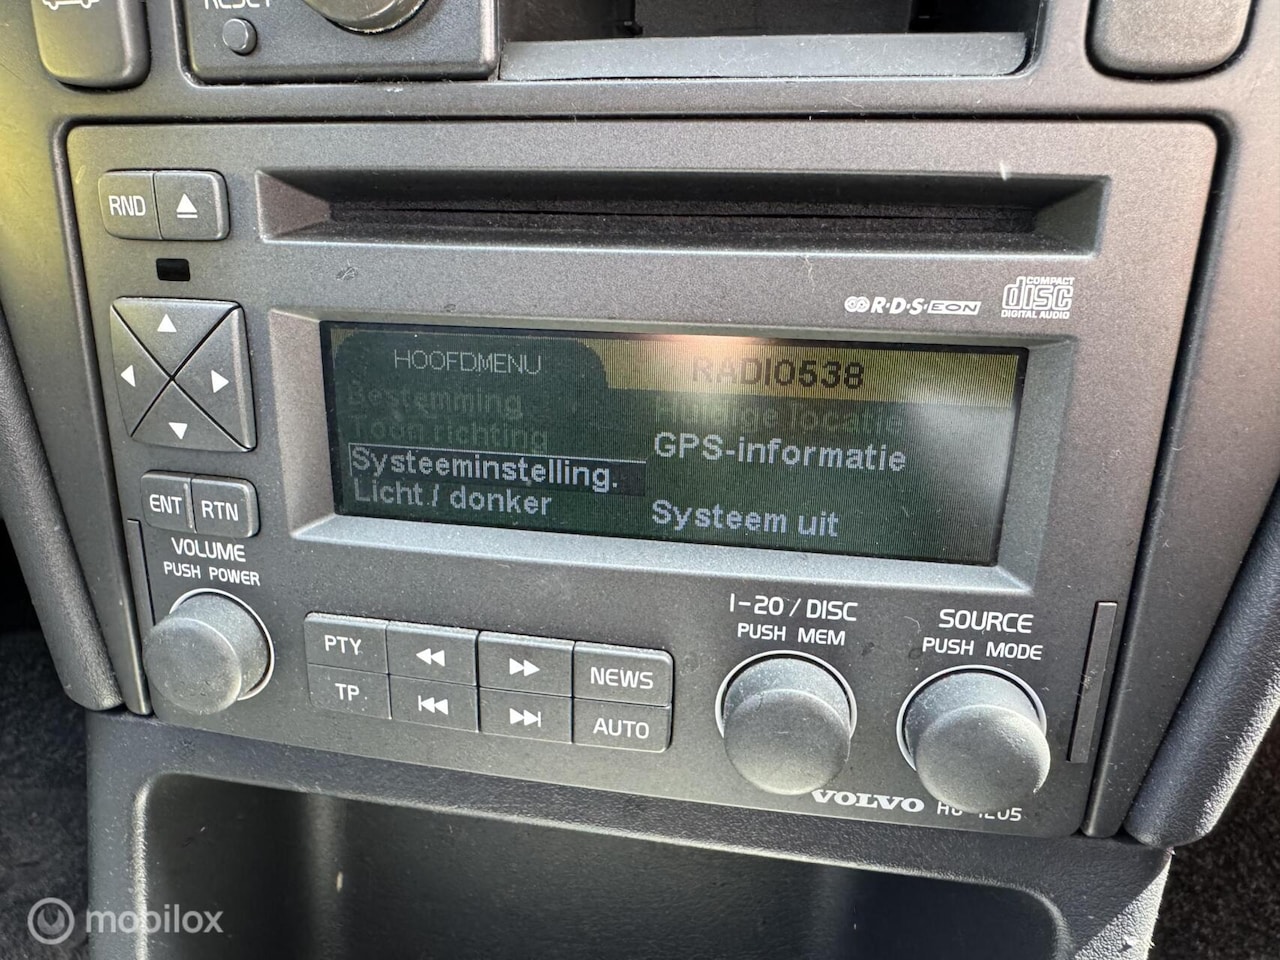 RESET
RND
R·D·S·EON
COMPACT
disc
DIGITAL AUDIO
HOOFDMENU
RADIO538
Bestemming
Huidige locatie
Toon richting
GPS-informatie
Systeeminstelling.
Licht / donker
Systeem uit
ENT
RTN
VOLUME
PUSH POWER
1-20 / DISC
PUSH MEM
SOURCE
PUSH MODE
PTY
NEWS
TP
AUTO
VOLVO
mobilox